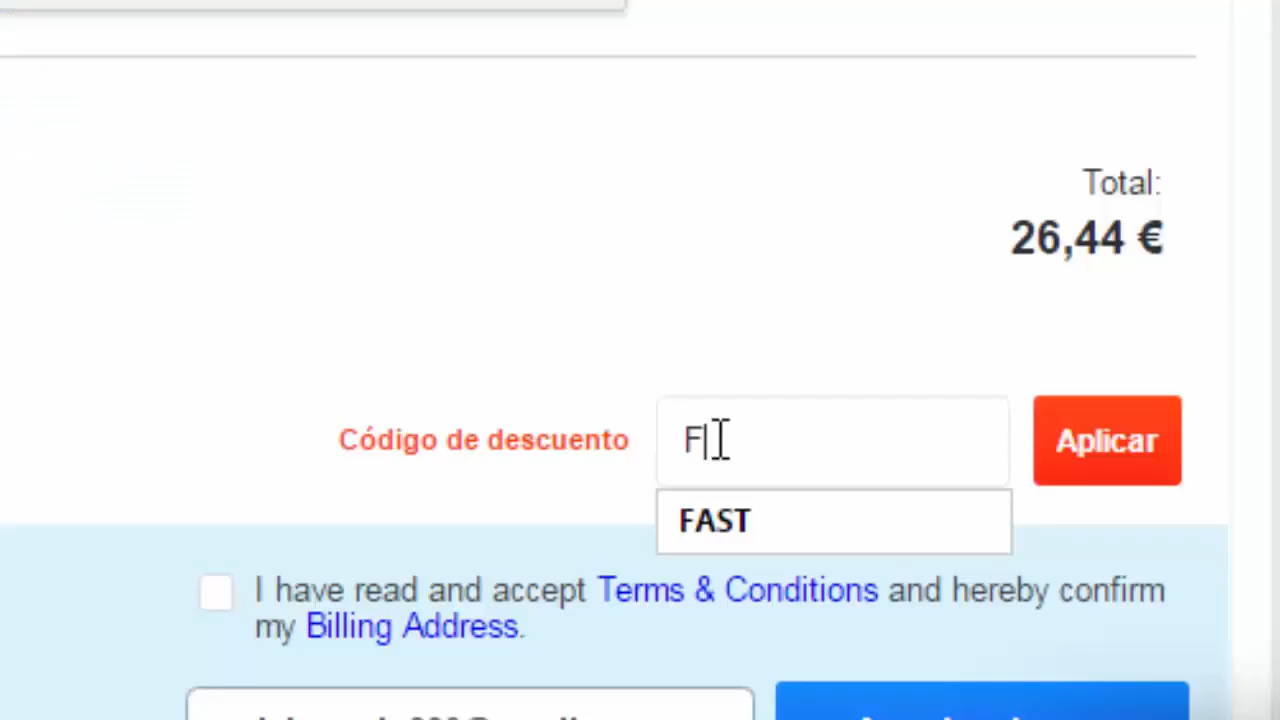 Total:
26,44 €
Código de descuento
F
Aplicar
FAST
I have read and accept Terms & Conditions and hereby confirm
my Billing Address.